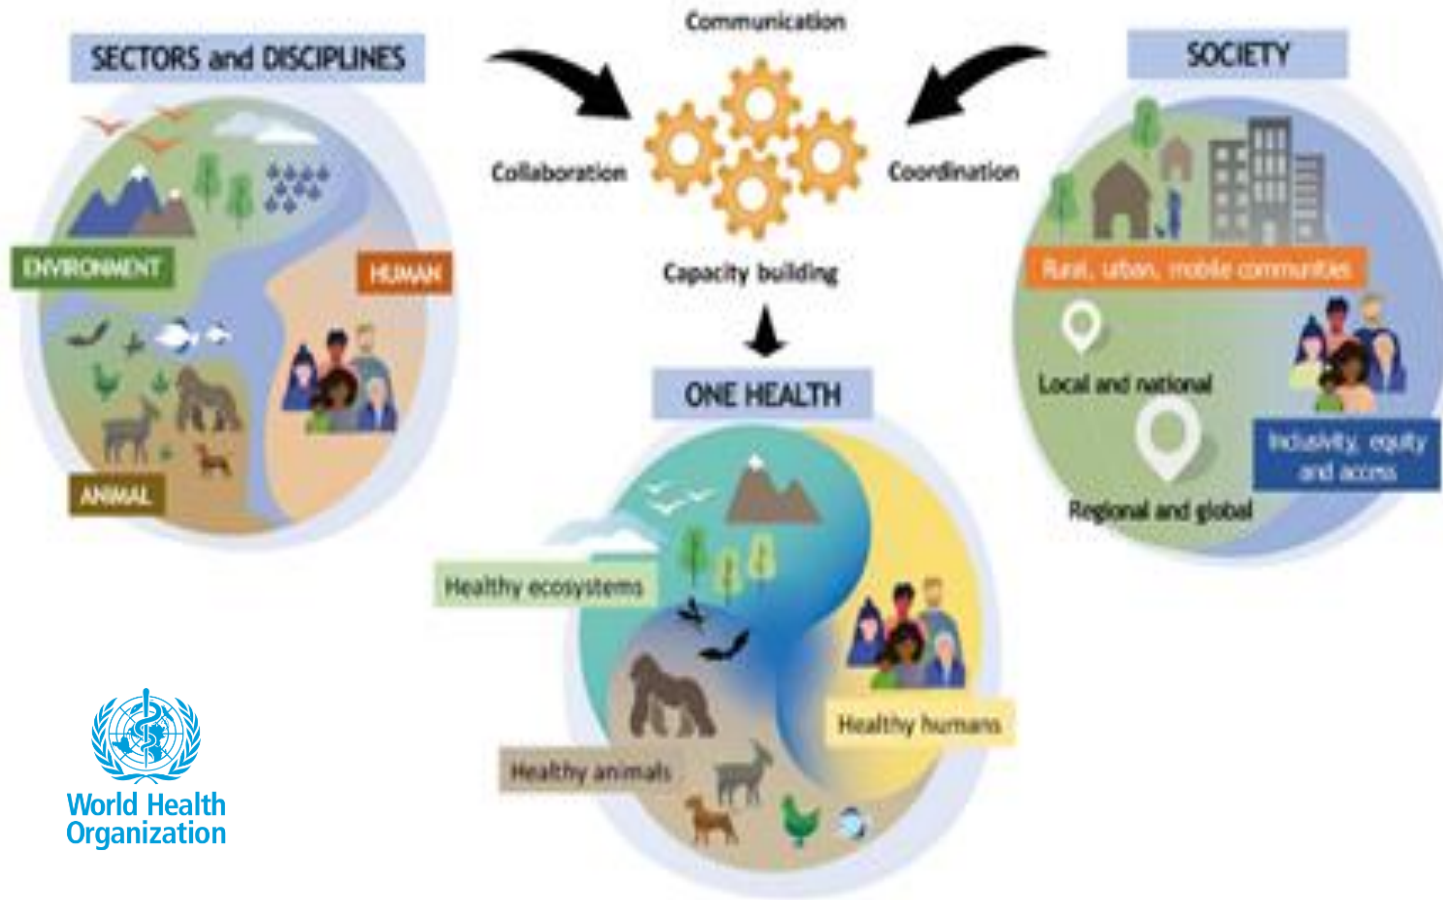 Communication
SECTORS and DISCIPLINES
SOCIETY
Collaboration
Coordination
ENVIRONMENT
HUMAN
Capacity building
Rural, urban, mobile communities
ONE HEALTH
Local and national
Inclusivity, equity
and access
ANIMAL
Regional and global
Healthy ecosystems
Healthy humans
Healthy animals
World Health
Organization